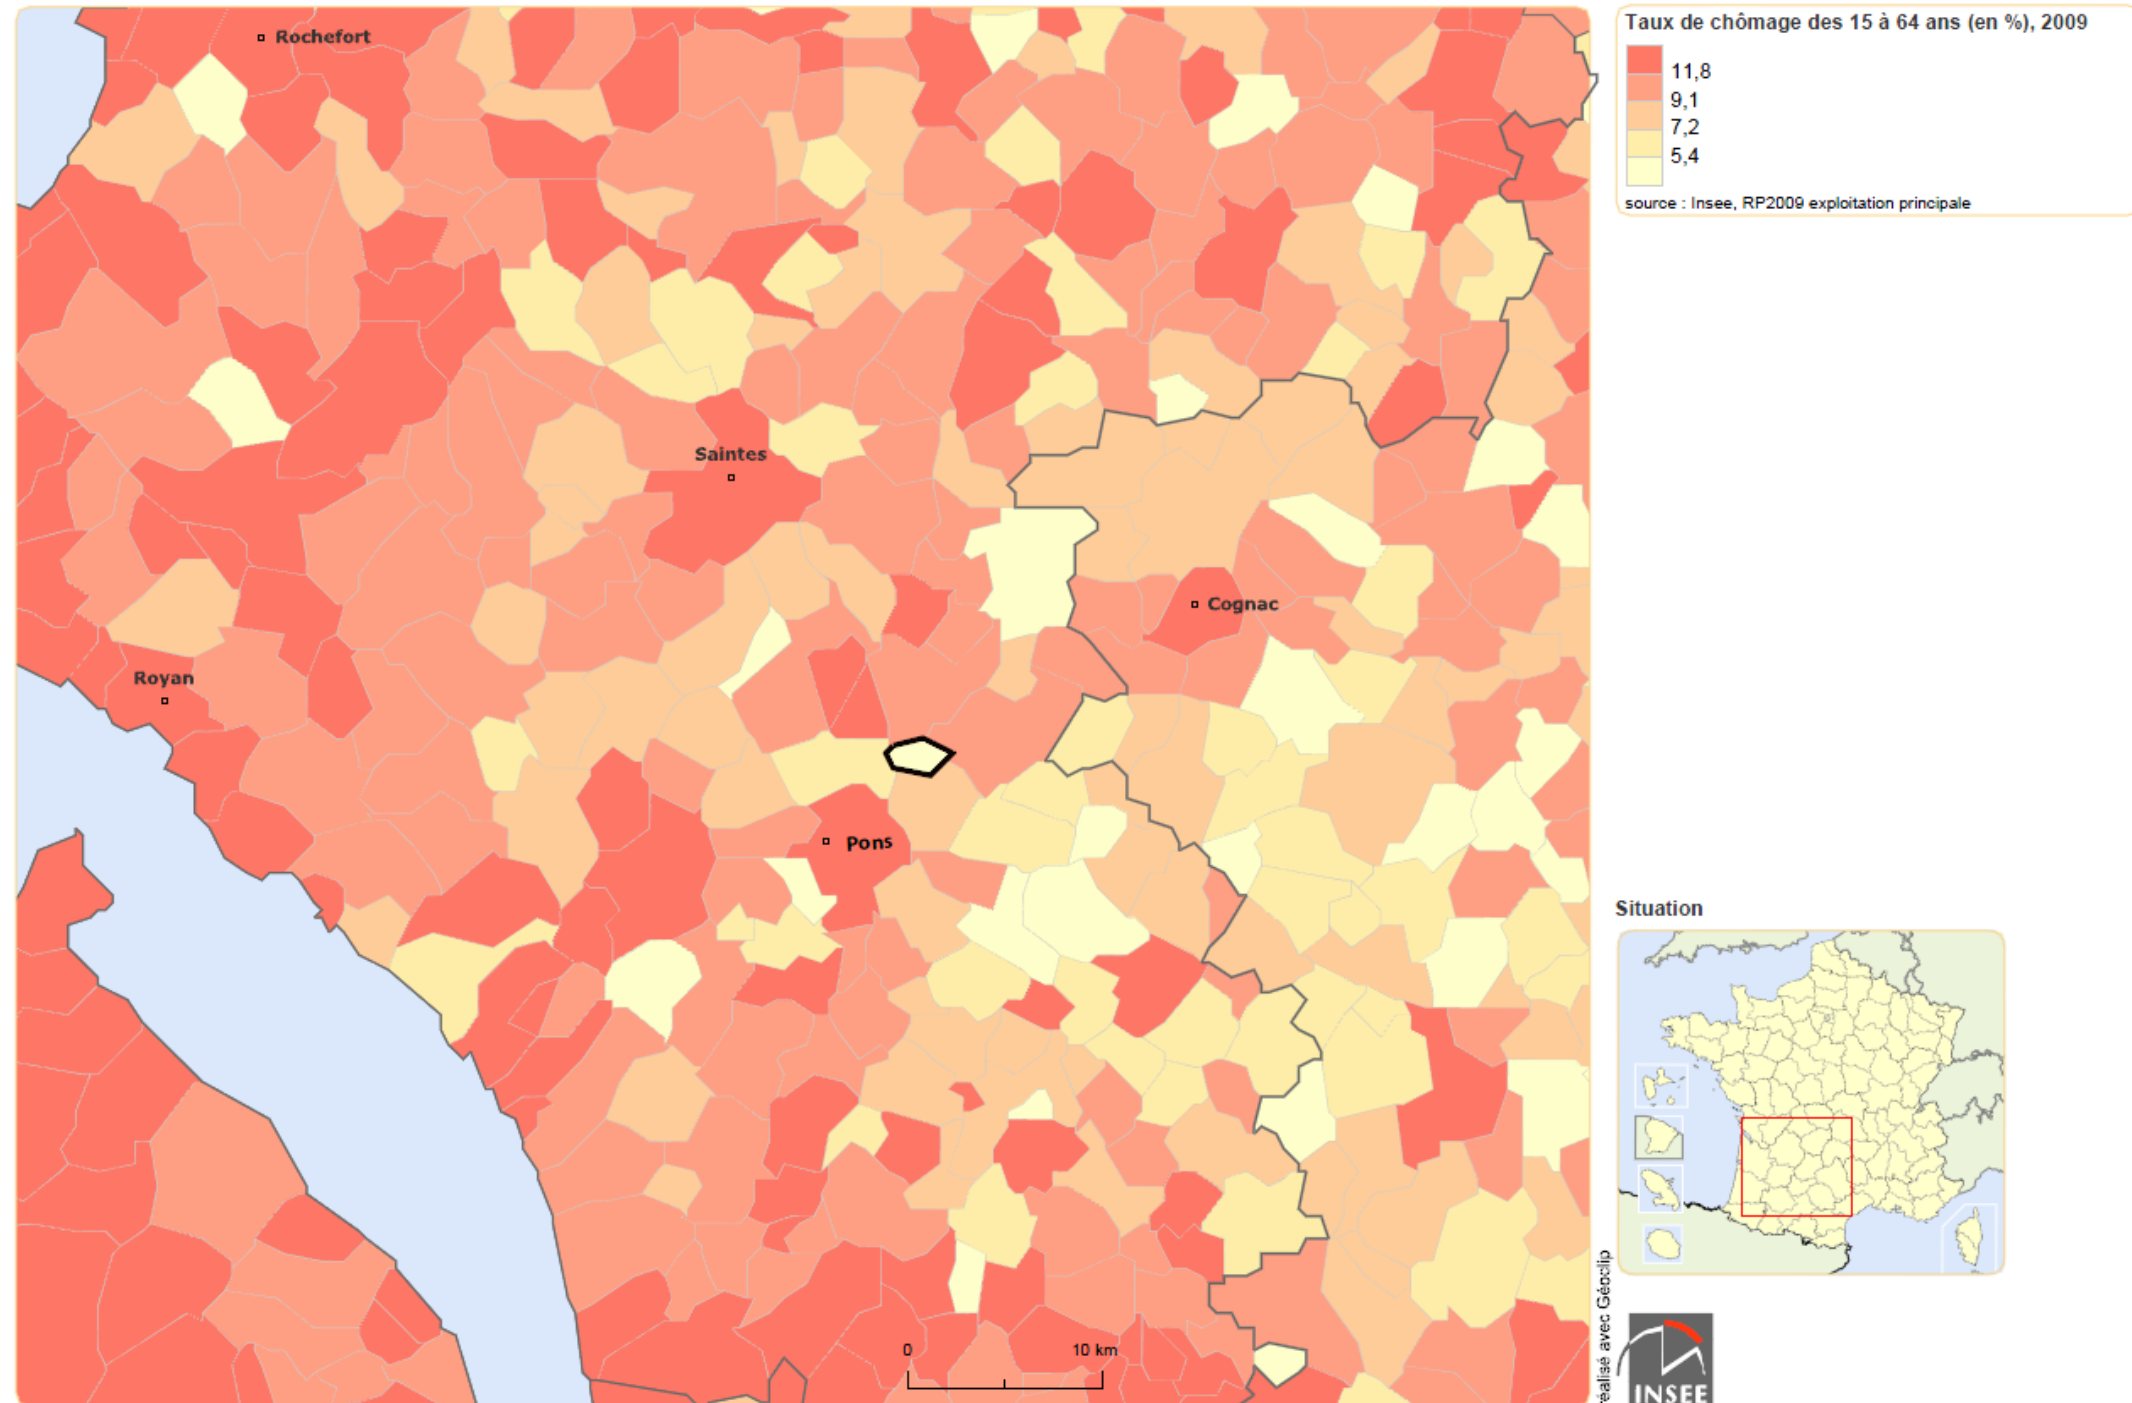 Rochefort
Saintes
Cognac
Royan
Pons
0 10 km
Taux de chômage des 15 à 64 ans (en %), 2009
11,8
9,1
7,2
5,4
source : Insee, RP2009 exploitation principale
Situation
réalisé avec Géoclip
INSEE